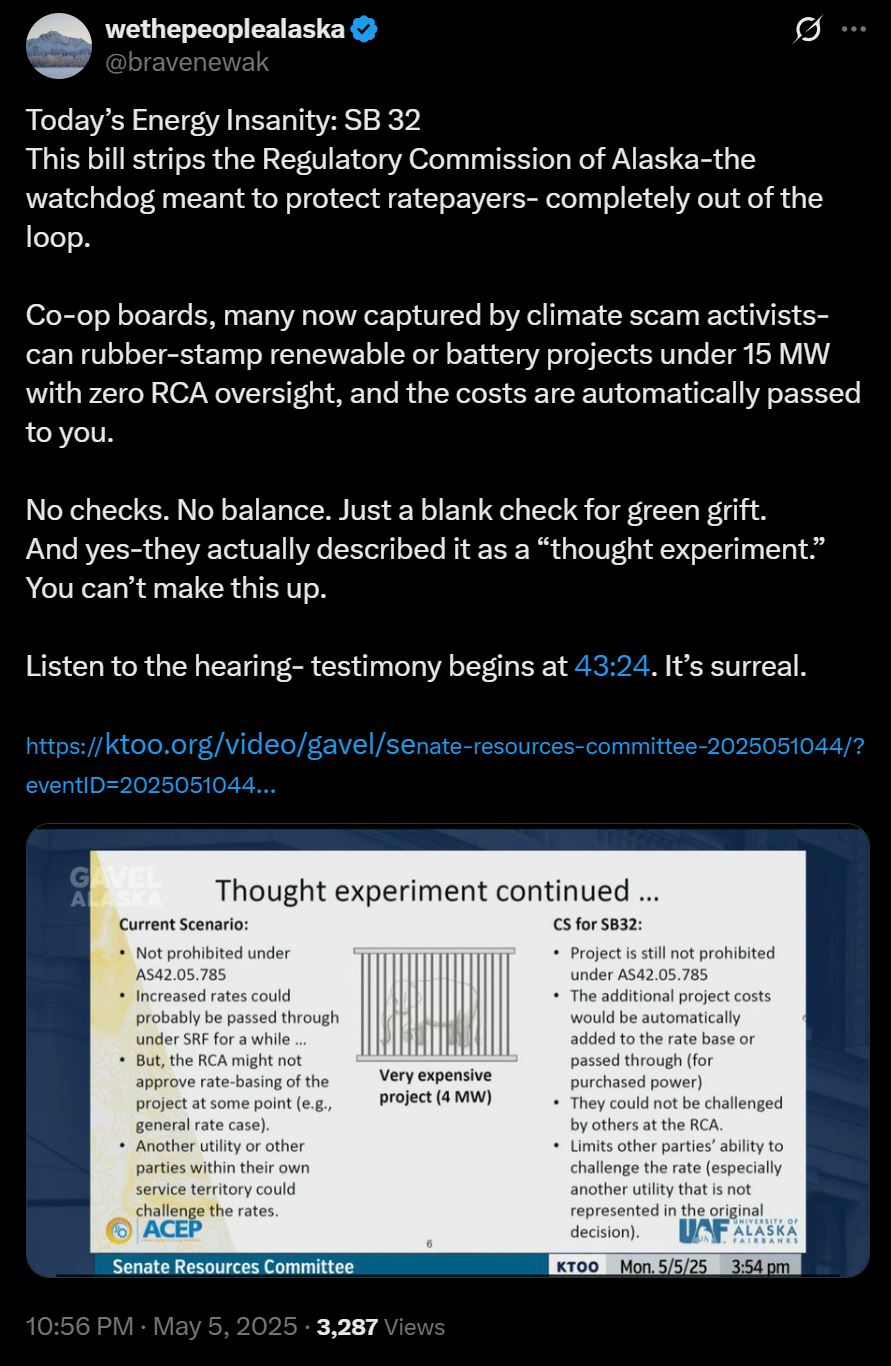 wethepeoplealaska
@bravenewak
Today’s Energy Insanity: SB 32
This bill strips the Regulatory Commission of Alaska-the
watchdog meant to protect ratepayers- completely out of the
loop.
Co-op boards, many now captured by climate scam activists-
can rubber-stamp renewable or battery projects under 15 MW
with zero RCA oversight, and the costs are automatically passed
to you.
No checks. No balance. Just a blank check for green grift.
And yes-they actually described it as a “thought experiment.”
You can’t make this up.
Listen to the hearing- testimony begins at 43:24. It’s surreal.
https://ktoo.org/video/gavel/senate-resources-committee-2025051044/?
eventID=2025051044...
GAVEL
ALASKA
Thought experiment continued ...
Current Scenario:
• Not prohibited under
AS42.05.785
• Increased rates could
probably be passed through
under SRF for a while ...
• But, the RCA might not
approve rate-basing of the
project at some point (e.g.,
general rate case).
• Another utility or other
parties within their own
service territory could
challenge the rates.
Very expensive
project (4 MW)
CS for SB32:
• Project is still not prohibited
under AS42.05.785
• The additional project costs
would be automatically
added to the rate base or
passed through (for
purchased power)
• They could not be challenged
by others at the RCA.
• Limits other parties’ ability to
challenge the rate (especially
another utility that is not
represented in the original
decision).
ACEP
6
UAF UNIVERSITY OF
ALASKA
FAIRBANKS
Senate Resources Committee
KTOO Mon. 5/5/25 3:54 pm
10:56 PM · May 5, 2025 · 3,287 Views